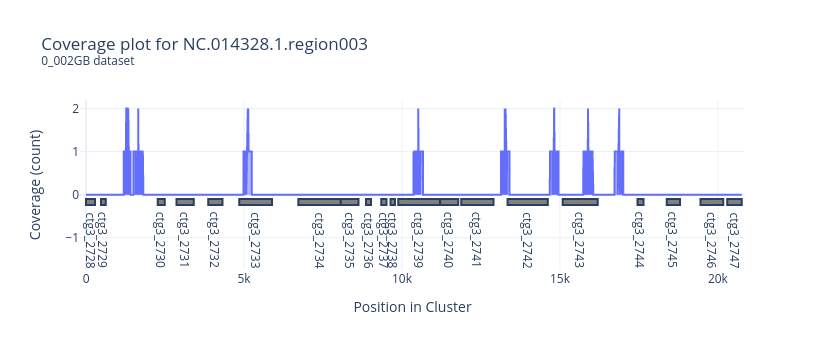 Coverage plot for NC.014328.1.region003
0_002GB dataset
2
1
0
−1
Coverage (count)
ctg3_2728
ctg3_2729
ctg3_2730
ctg3_2731
ctg3_2732
ctg3_2733
ctg3_2734
ctg3_2735
ctg3_2736
ctg3_2737
ctg3_2738
ctg3_2739
ctg3_2740
ctg3_2741
ctg3_2742
ctg3_2743
ctg3_2744
ctg3_2745
ctg3_2746
ctg3_2747
0
5k
10k
15k
20k
Position in Cluster